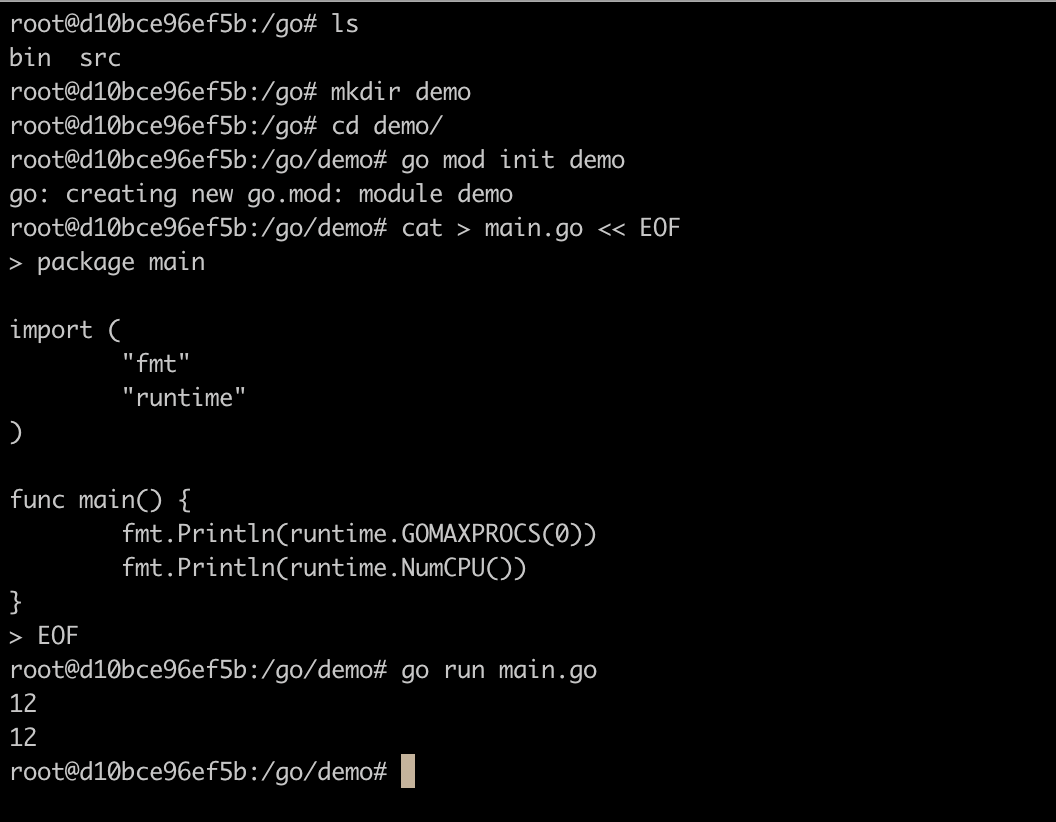 root@d10bce96ef5b:/go# ls
bin  src
root@d10bce96ef5b:/go# mkdir demo
root@d10bce96ef5b:/go# cd demo/
root@d10bce96ef5b:/go/demo# go mod init demo
go: creating new go.mod: module demo
root@d10bce96ef5b:/go/demo# cat > main.go << EOF
> package main

import (
        "fmt"
        "runtime"
)

func main() {
        fmt.Println(runtime.GOMAXPROCS(0))
        fmt.Println(runtime.NumCPU())
}
> EOF
root@d10bce96ef5b:/go/demo# go run main.go
12
12
root@d10bce96ef5b:/go/demo#